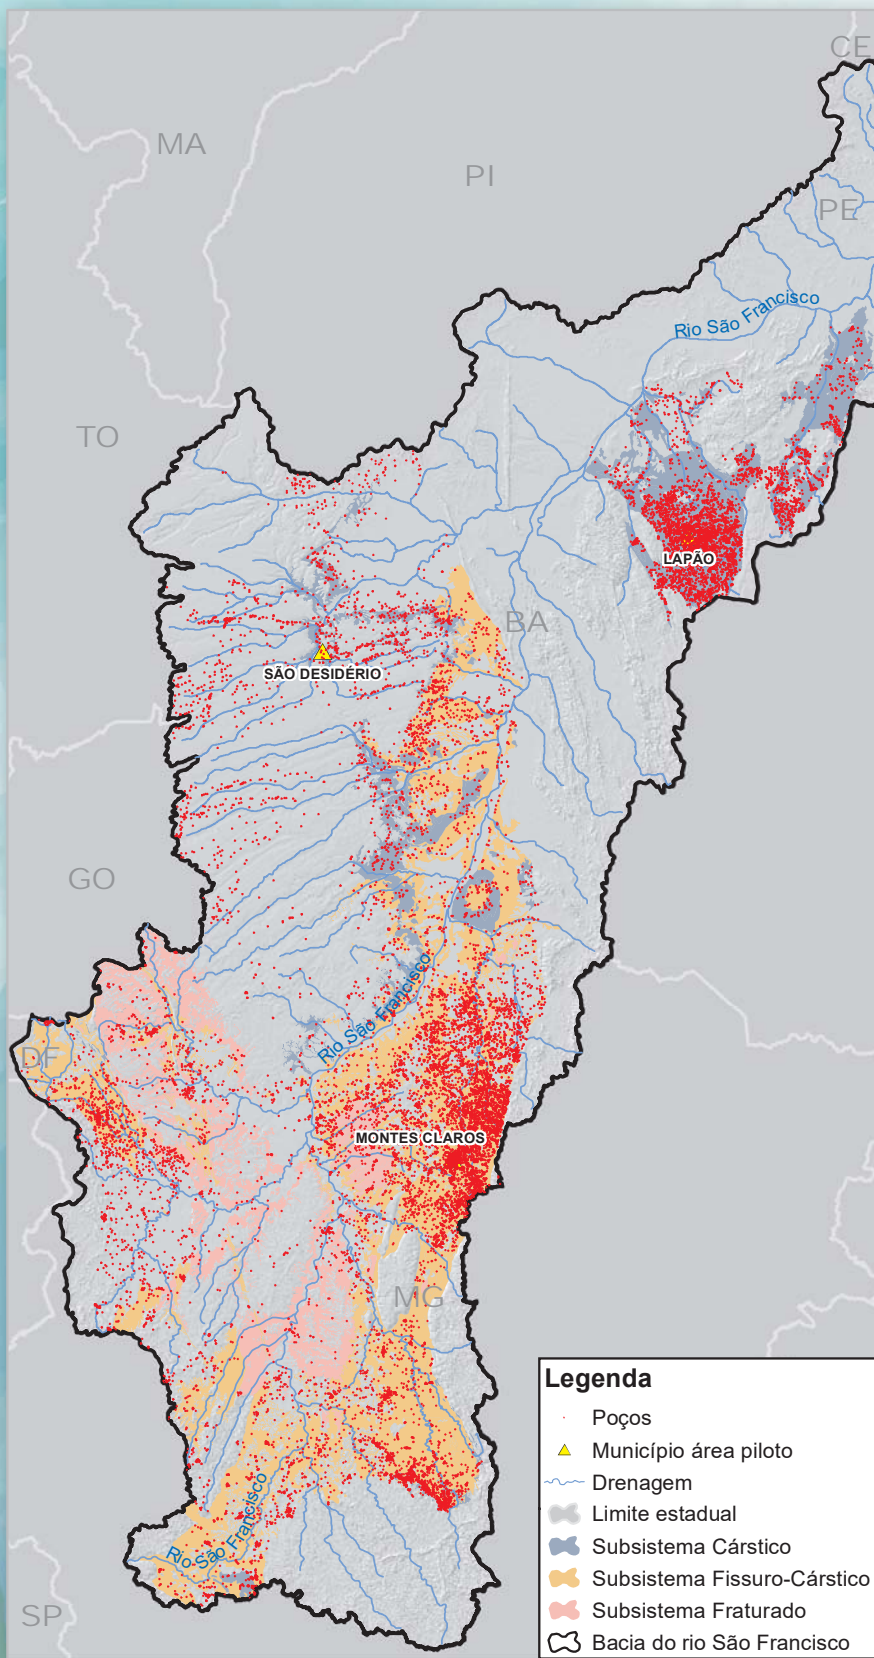 CE
MA
PI
PE
Rio São Francisco
TO
LAPÃO
BA
SÃO DESIDÉRIO
GO
Rio São Francisco
DF
MONTES CLAROS
MG
Legenda
Poços
Município área piloto
Drenagem
Limite estadual
Subsistema Cárstico
Rio São Francisco
Subsistema Fissuro-Cárstico
Subsistema Fraturado
SP
Bacia do rio São Francisco